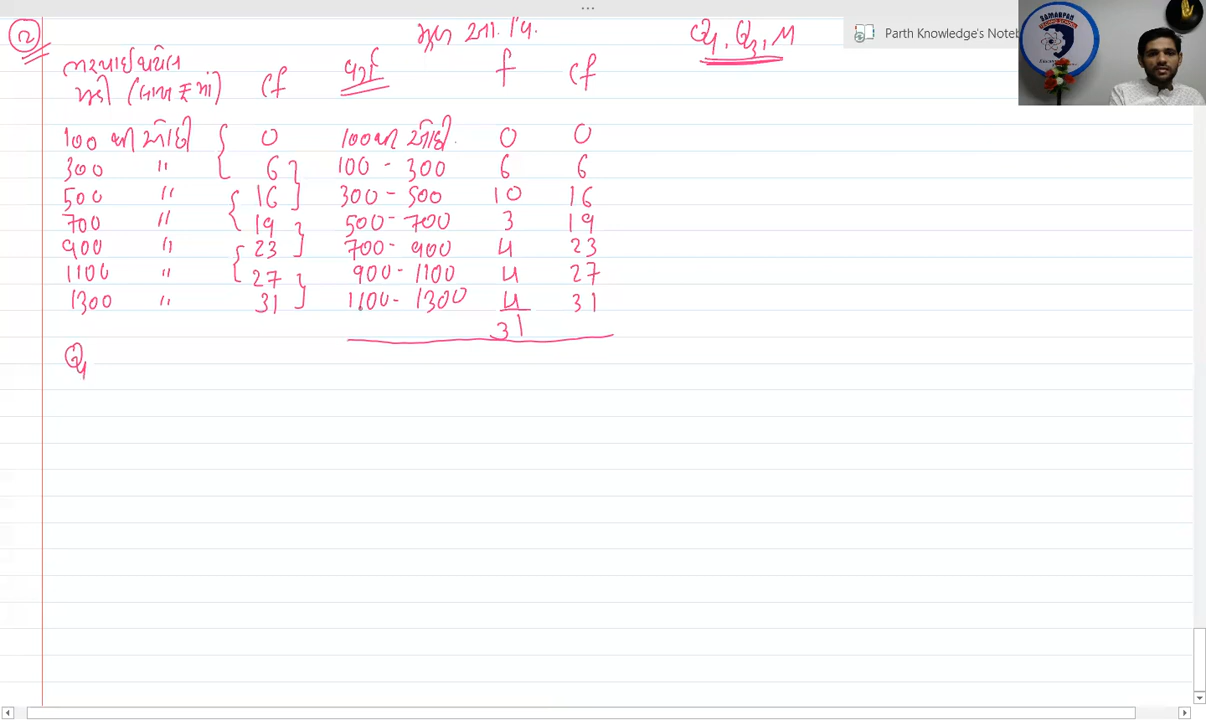 મૂળ આ. વિ.
Q1, Q3, M
Parth Knowledge's Noteb
SAMARPAN
ભરપાઈ થયેલ
મૂડી (લાખ ₹ માં) cf વર્ગ f cf
100 થી ઓછી 0 100 થી ઓછી 0 0
300 " 6 100 - 300 6 6
500 " 16 300 - 500 10 16
700 " 19 500 - 700 3 19
900 " 23 700 - 900 4 23
1100 " 27 900 - 1100 4 27
1300 " 31 1100 - 1300 4 31
31
Q1